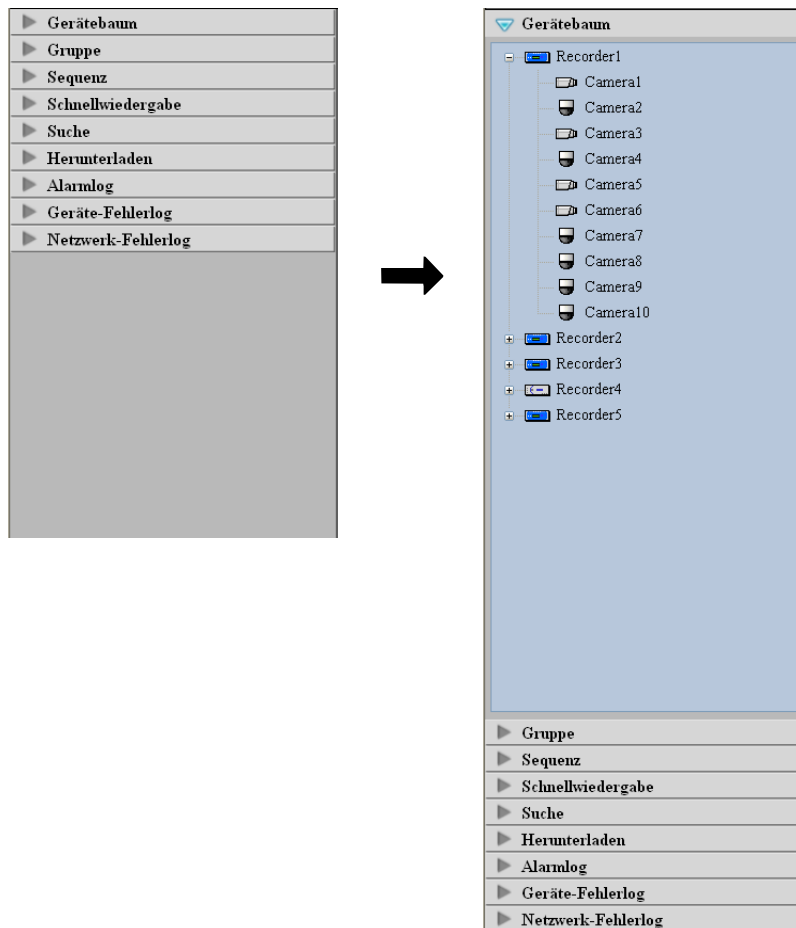 Gerätebaum
Gruppe
Sequenz
Schnellwiedergabe
Suche
Herunterladen
Alarmlog
Geräte-Fehlerlog
Netzwerk-Fehlerlog
Gerätebaum
Recorder1
Camera1
Camera2
Camera3
Camera4
Camera5
Camera6
Camera7
Camera8
Camera9
Camera10
Recorder2
Recorder3
Recorder4
Recorder5
Gruppe
Sequenz
Schnellwiedergabe
Suche
Herunterladen
Alarmlog
Geräte-Fehlerlog
Netzwerk-Fehlerlog